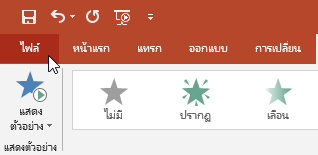 ไฟล์ หน้าแรก แทรก ออกแบบ การเปลี่ยน
ไม่มี ปรากฏ เลือน
แสดง
ตัวอย่าง
แสดงตัวอย่าง